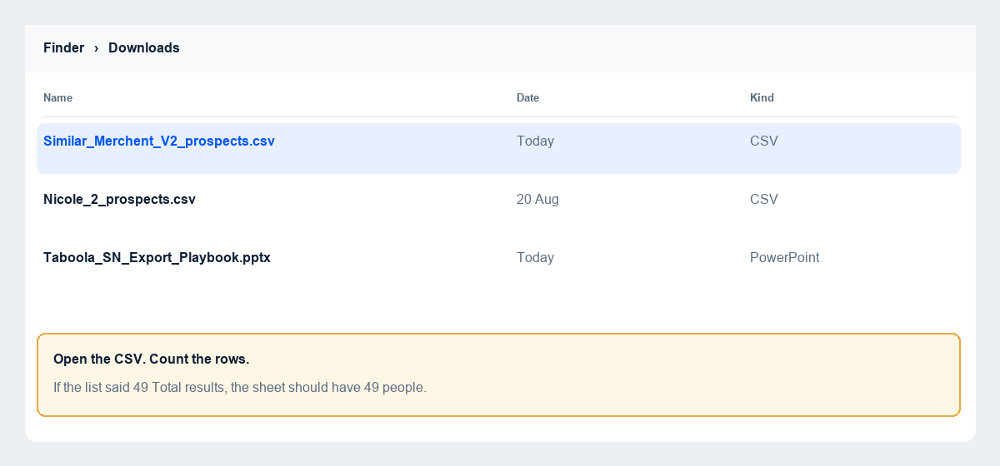 Finder › Downloads
Name Date Kind
Similar_Merchent_V2_prospects.csv Today CSV
Nicole_2_prospects.csv 20 Aug CSV
Taboola_SN_Export_Playbook.pptx Today PowerPoint
Open the CSV. Count the rows.
If the list said 49 Total results, the sheet should have 49 people.